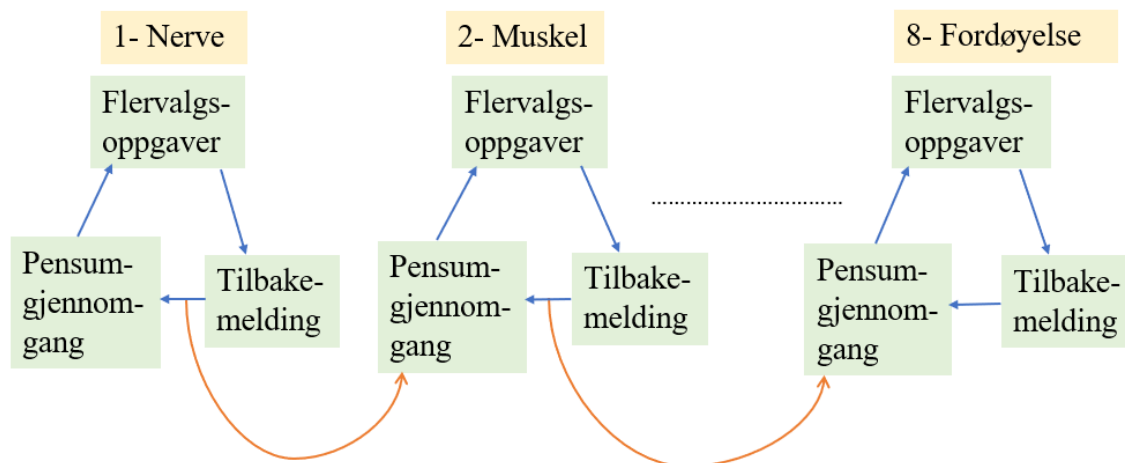 1- Nerve
Flervalgs-
oppgaver
Pensum-
gjennom-
gang
Tilbake-
melding
2- Muskel
Flervalgs-
oppgaver
Pensum-
gjennom-
gang
Tilbake-
melding
................................
8- Fordøyelse
Flervalgs-
oppgaver
Pensum-
gjennom-
gang
Tilbake-
melding